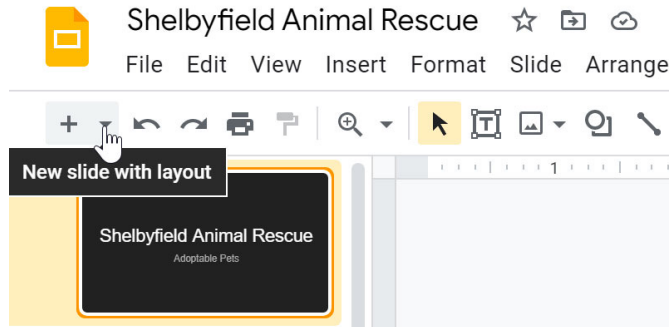 Shelbyfield Animal Rescue
File Edit View Insert Format Slide Arrange
New slide with layout
1
Shelbyfield Animal Rescue
Adoptable Pets